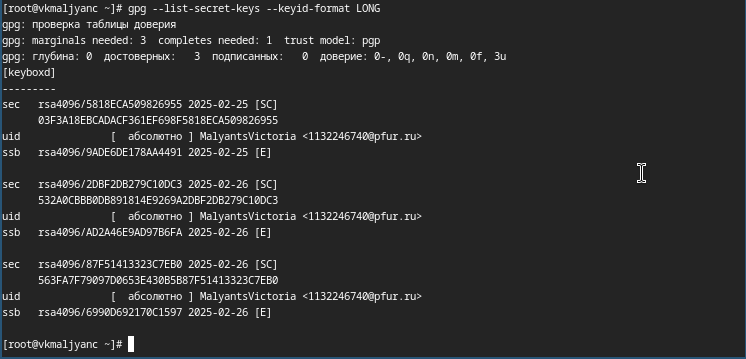 [root@vkmaljyanc ~]# gpg --list-secret-keys --keyid-format LONG
gpg: проверка таблицы доверия
gpg: marginals needed: 3  completes needed: 1  trust model: pgp
gpg: глубина: 0  достоверных:   3  подписанных:   0  доверие: 0-, 0q, 0n, 0m, 0f, 3u
[keyboxd]
---------
sec   rsa4096/5818ECA509826955 2025-02-25 [SC]
      03F3A18EBCADACF361EF698F5818ECA509826955
uid               [  абсолютно ] MalyantsVictoria <1132246740@pfur.ru>
ssb   rsa4096/9ADE6DE178AA4491 2025-02-25 [E]
sec   rsa4096/2DBF2DB279C10DC3 2025-02-26 [SC]
      532A0CBBB0DB891814E9269A2DBF2DB279C10DC3
uid               [  абсолютно ] MalyantsVictoria <1132246740@pfur.ru>
ssb   rsa4096/AD2A46E9AD97B6FA 2025-02-26 [E]
sec   rsa4096/87F51413323C7EB0 2025-02-26 [SC]
      563FA7F79097D0653E430B5B87F51413323C7EB0
uid               [  абсолютно ] MalyantsVictoria <1132246740@pfur.ru>
ssb   rsa4096/6990D692170C1597 2025-02-26 [E]
[root@vkmaljyanc ~]#